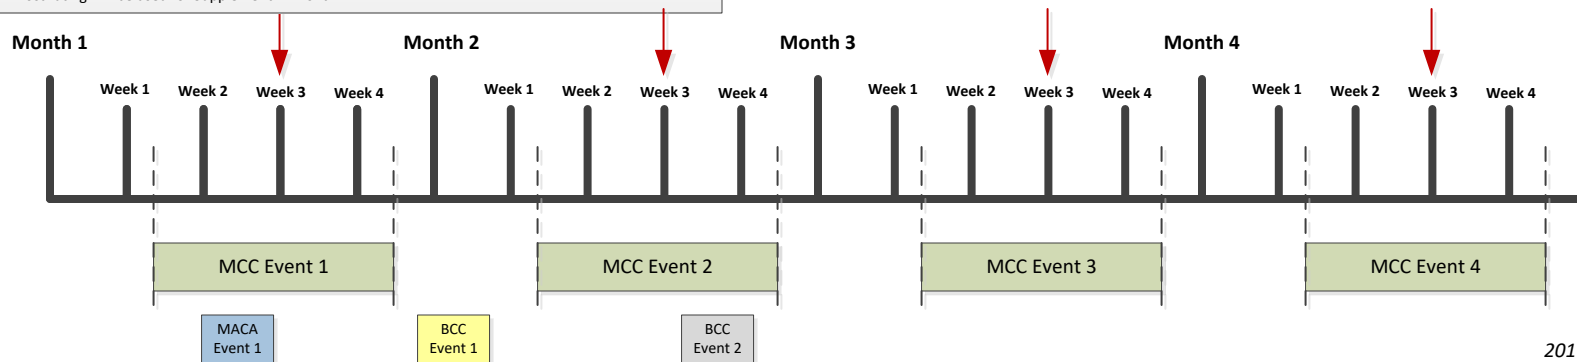 Month 1 Month 2 Month 3 Month 4
Week 1 Week 2 Week 3 Week 4 Week 1 Week 2 Week 3 Week 4 Week 1 Week 2 Week 3 Week 4 Week 1 Week 2 Week 3 Week 4
MCC Event 1 MCC Event 2 MCC Event 3 MCC Event 4
MACA
Event 1
BCC
Event 1
BCC
Event 2
201